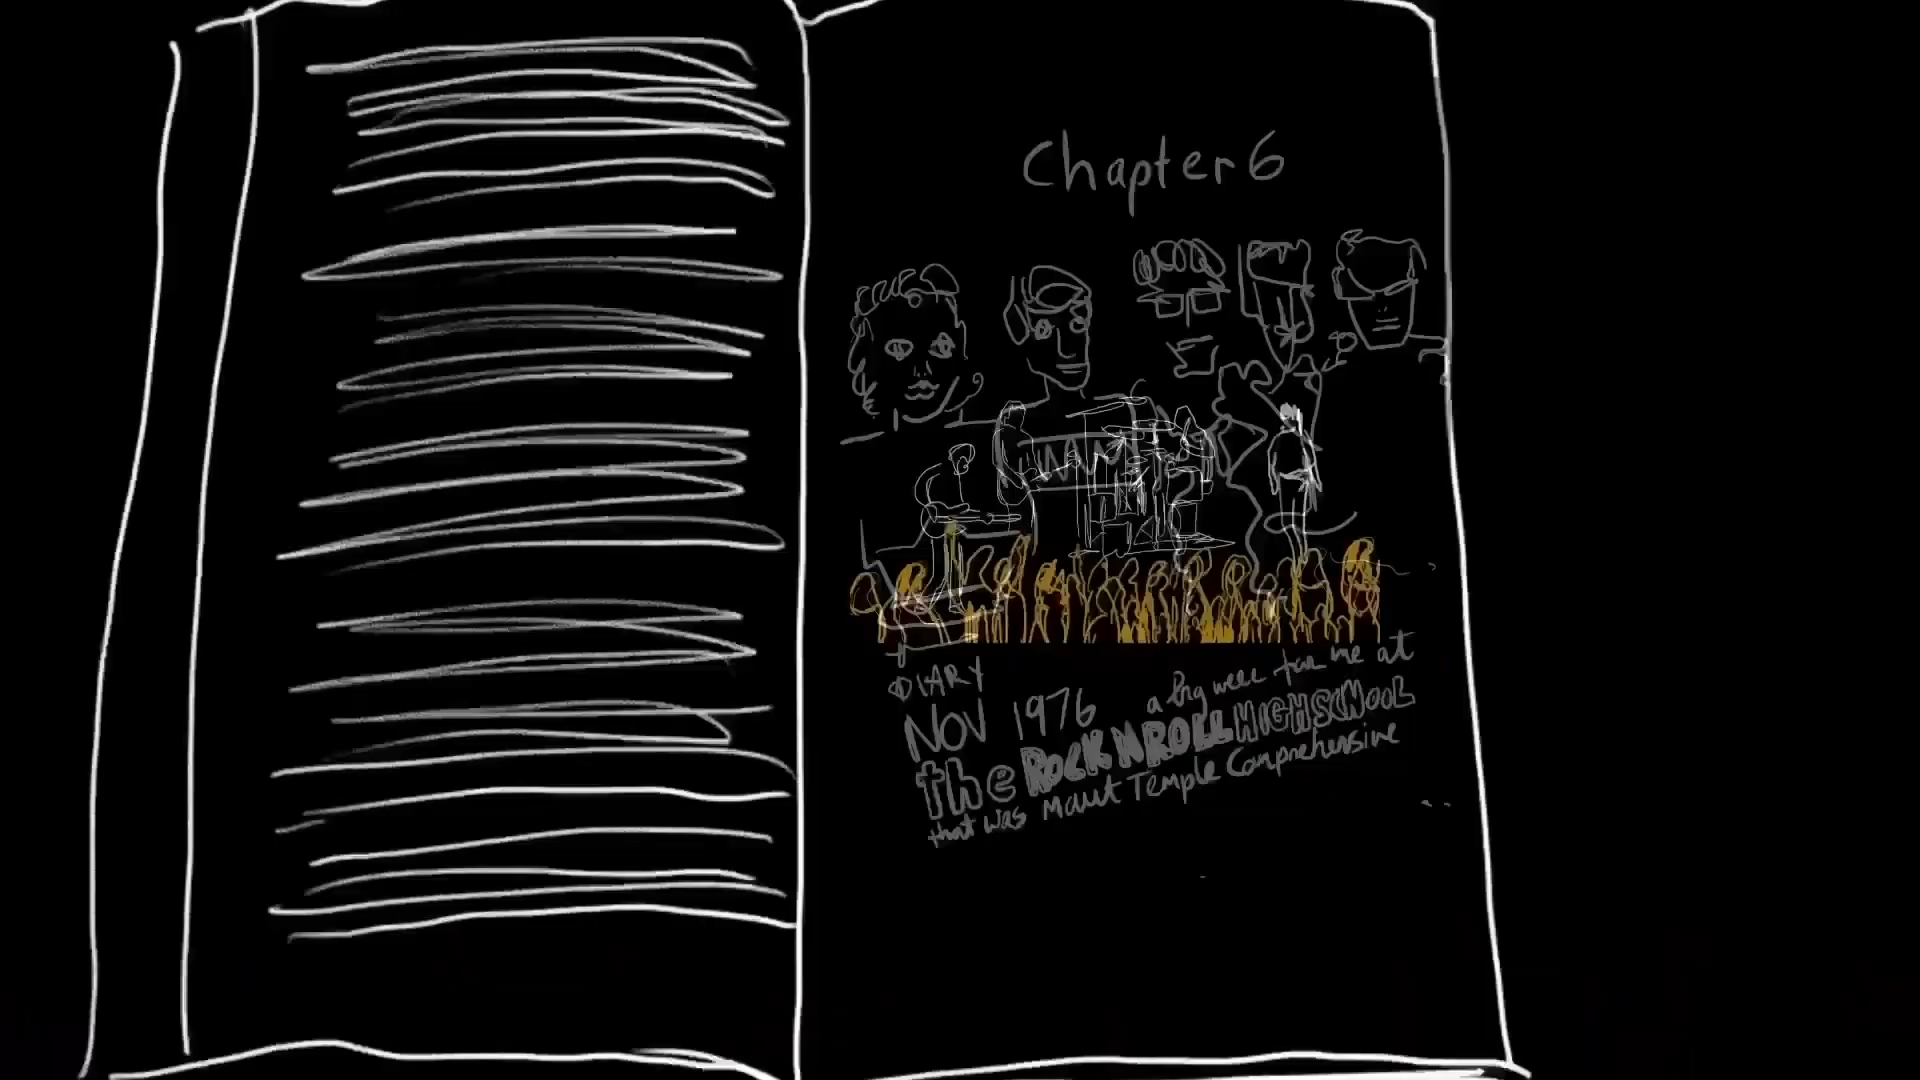 Chapter 6
DIARY
NOV 1976 a big week for me at
the ROCK N ROLL HIGH SCHOOL
that was Temple Comprehensive